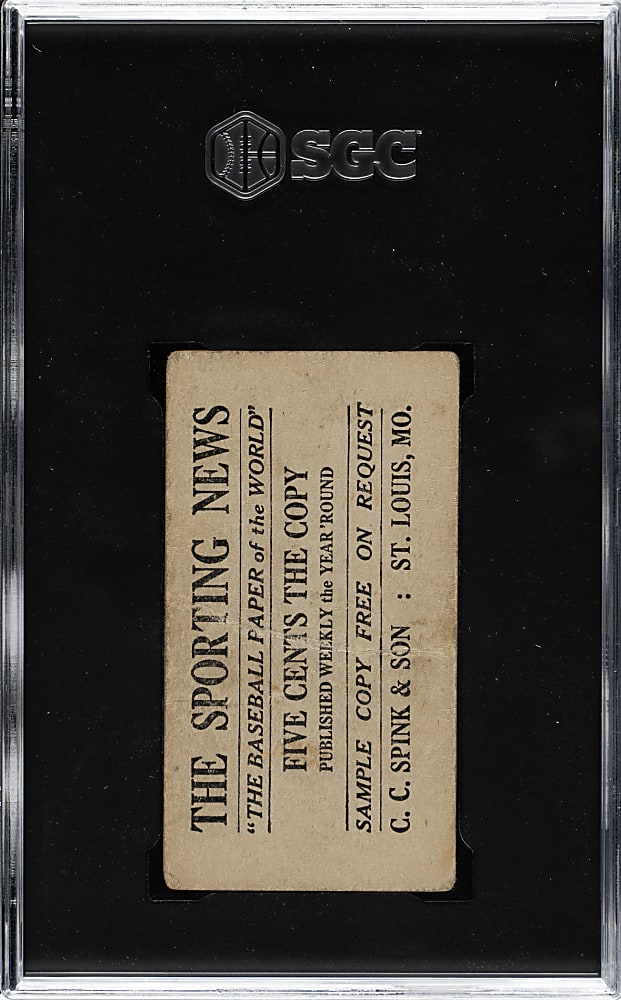 SGC
THE SPORTING NEWS
"THE BASEBALL PAPER of the WORLD"
FIVE CENTS THE COPY
PUBLISHED WEEKLY the YEAR 'ROUND
SAMPLE COPY FREE ON REQUEST
C. C. SPINK & SON : ST. LOUIS, MO.